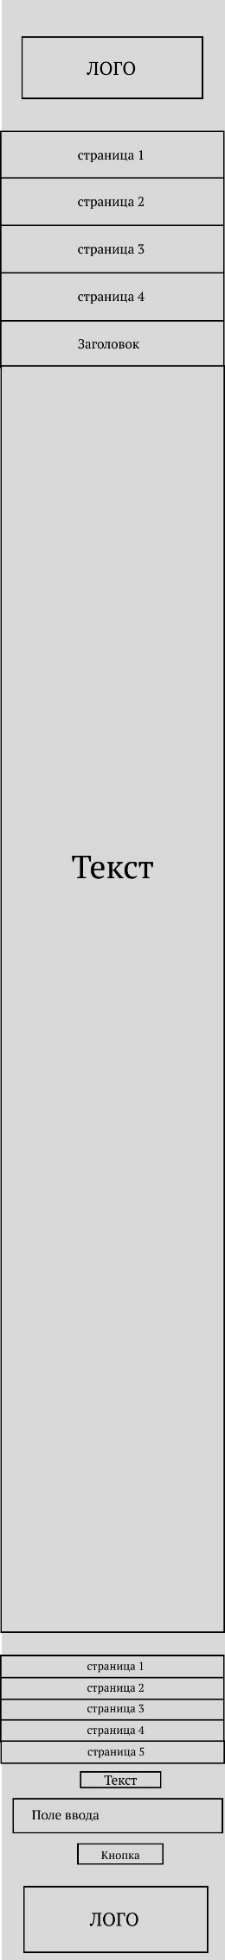 ЛОГО
страница 1
страница 2
страница 3
страница 4
Заголовок
Текст
страница 1
страница 2
страница 3
страница 4
страница 5
Текст
Поле ввода
Кнопка
ЛОГО